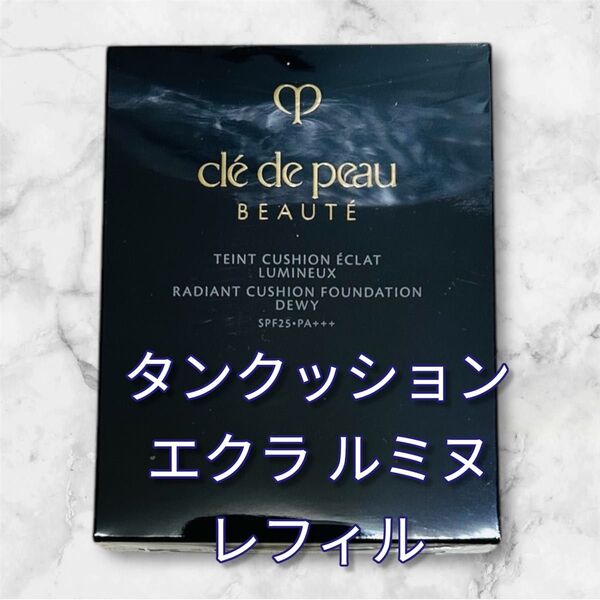 clé de peau
BEAUTÉ
TEINT CUSHION ÉCLAT
LUMINEUX
RADIANT CUSHION FOUNDATION
DEWY
SPF25•PA+++
タンクッション
エクラ ルミヌ
レフィル